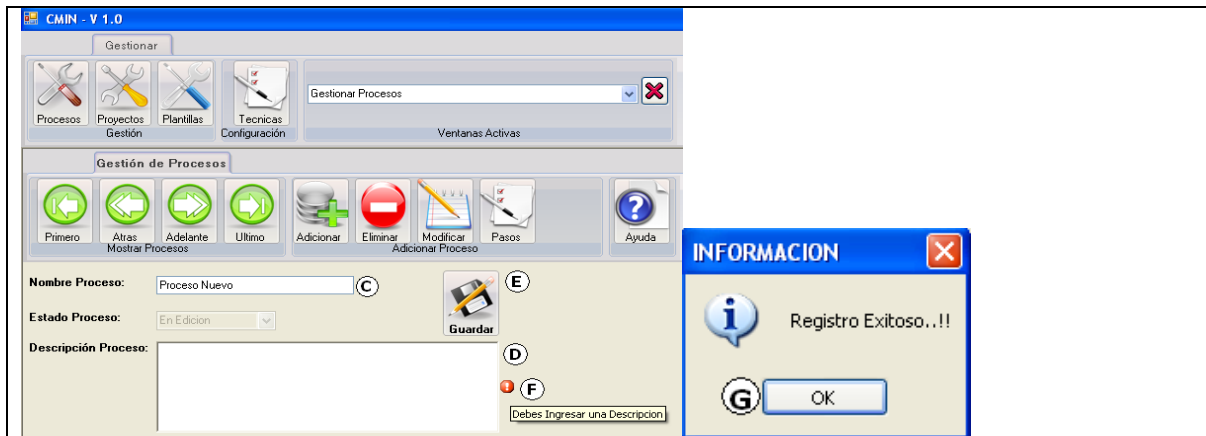 CMIN - V 1.0
Gestionar
Procesos Proyectos Plantillas Tecnicas
Gestión Configuración
Gestionar Procesos
Ventanas Activas
Gestión de Procesos
Primero Atras Adelante Ultimo Adicionar Eliminar Modificar Pasos Ayuda
Mostrar Procesos Adicionar Proceso
Nombre Proceso: Proceso Nuevo C E
Estado Proceso: En Edicion Guardar
Descripción Proceso: D
F
Debes Ingresar una Descripcion
INFORMACION
Registro Exitoso..!!
G OK